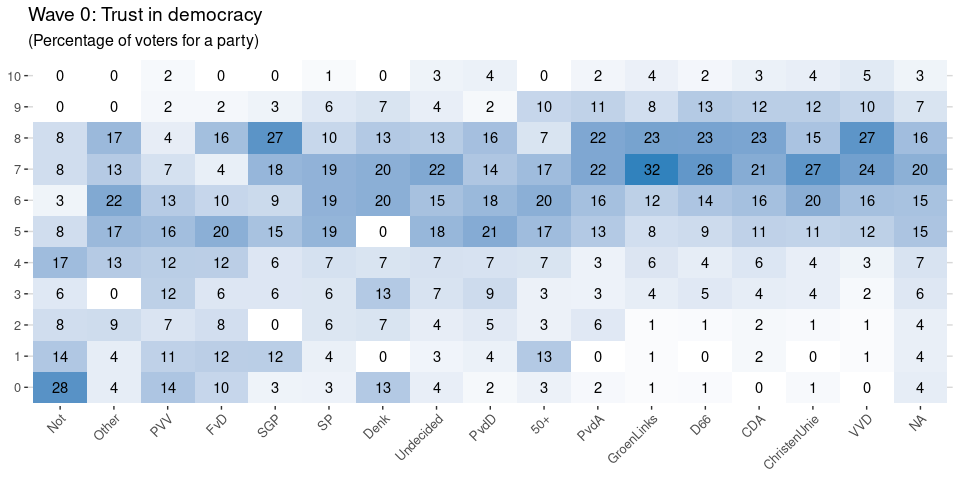 Wave 0: Trust in democracy
(Percentage of voters for a party)
10 0 0 2 0 0 1 0 3 4 0 2 4 2 3 4 5 3
9 0 0 2 2 3 6 7 4 2 10 11 8 13 12 12 10 7
8 8 17 4 16 27 10 13 13 16 7 22 23 23 23 15 27 16
7 8 13 7 4 18 19 20 22 14 17 22 32 26 21 27 24 20
6 3 22 13 10 9 19 20 15 18 20 16 12 14 16 20 16 15
5 8 17 16 20 15 19 0 18 21 17 13 8 9 11 11 12 15
4 17 13 12 12 6 7 7 7 7 7 3 6 4 6 4 3 7
3 6 0 12 6 6 6 13 7 9 3 3 4 5 4 4 2 6
2 8 9 7 8 0 6 7 4 5 3 6 1 1 2 1 1 4
1 14 4 11 12 12 4 0 3 4 13 0 1 0 2 0 1 4
0 28 4 14 10 3 3 13 4 2 3 2 1 1 0 1 0 4
Not Other PVV FvD SGP SP Denk Undecided PvdD 50+ PvdA GroenLinks D66 CDA ChristenUnie VVD NA